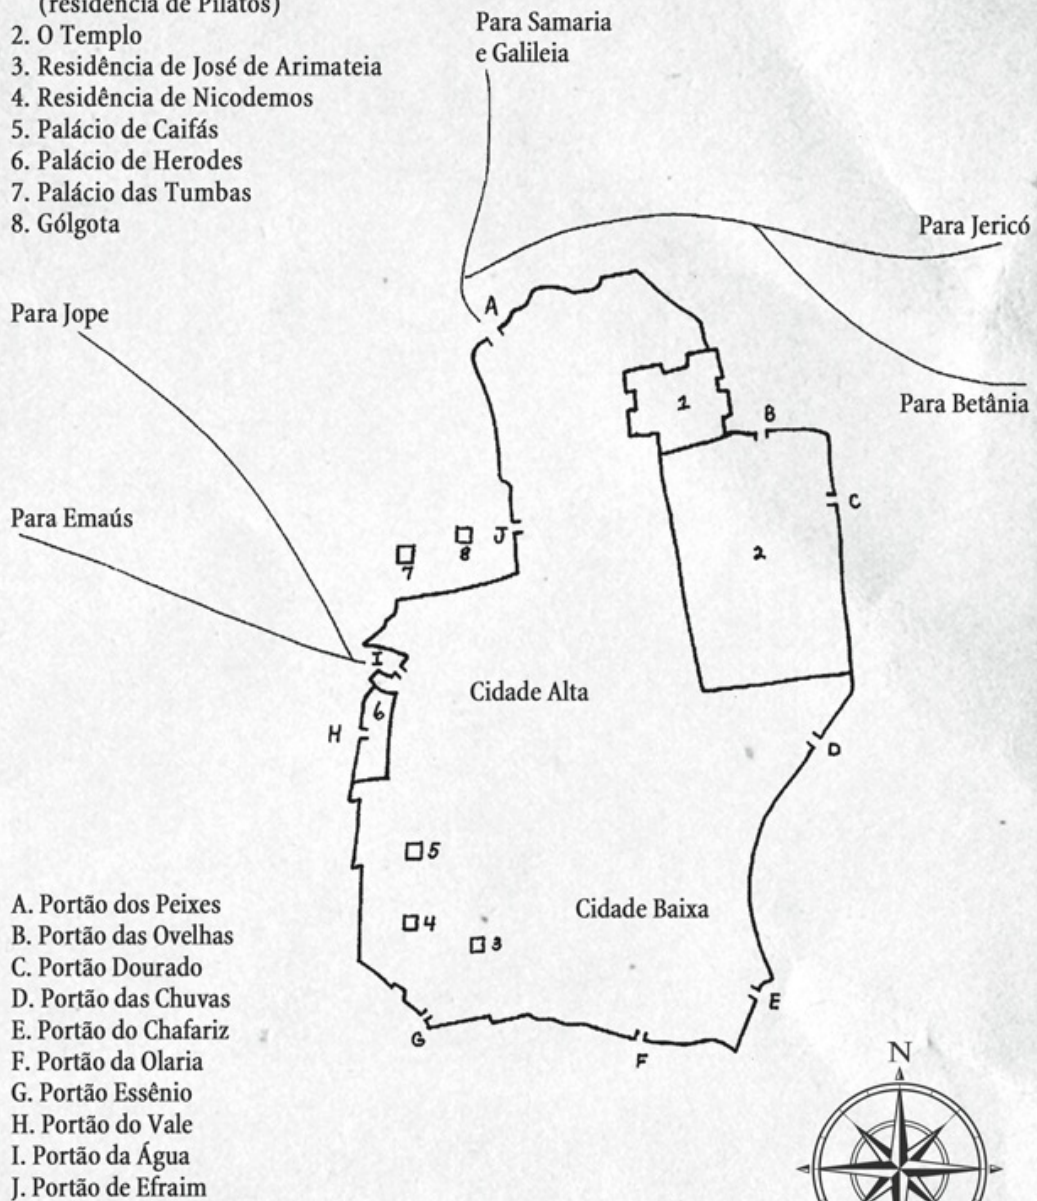 (residência de Pilatos)
2. O Templo
3. Residência de José de Arimateia
4. Residência de Nicodemos
5. Palácio de Caifás
6. Palácio de Herodes
7. Palácio das Tumbas
8. Gólgota
Para Samaria
e Galileia
Para Jericó
Para Jope
A
Para Betânia
1
B
C
Para Emaús
J
8
7
2
I
Cidade Alta
6
H
D
5
Cidade Baixa
4
3
E
G
F
A. Portão dos Peixes
B. Portão das Ovelhas
C. Portão Dourado
D. Portão das Chuvas
E. Portão do Chafariz
F. Portão da Olaria
G. Portão Essênio
H. Portão do Vale
I. Portão da Água
J. Portão de Efraim
N